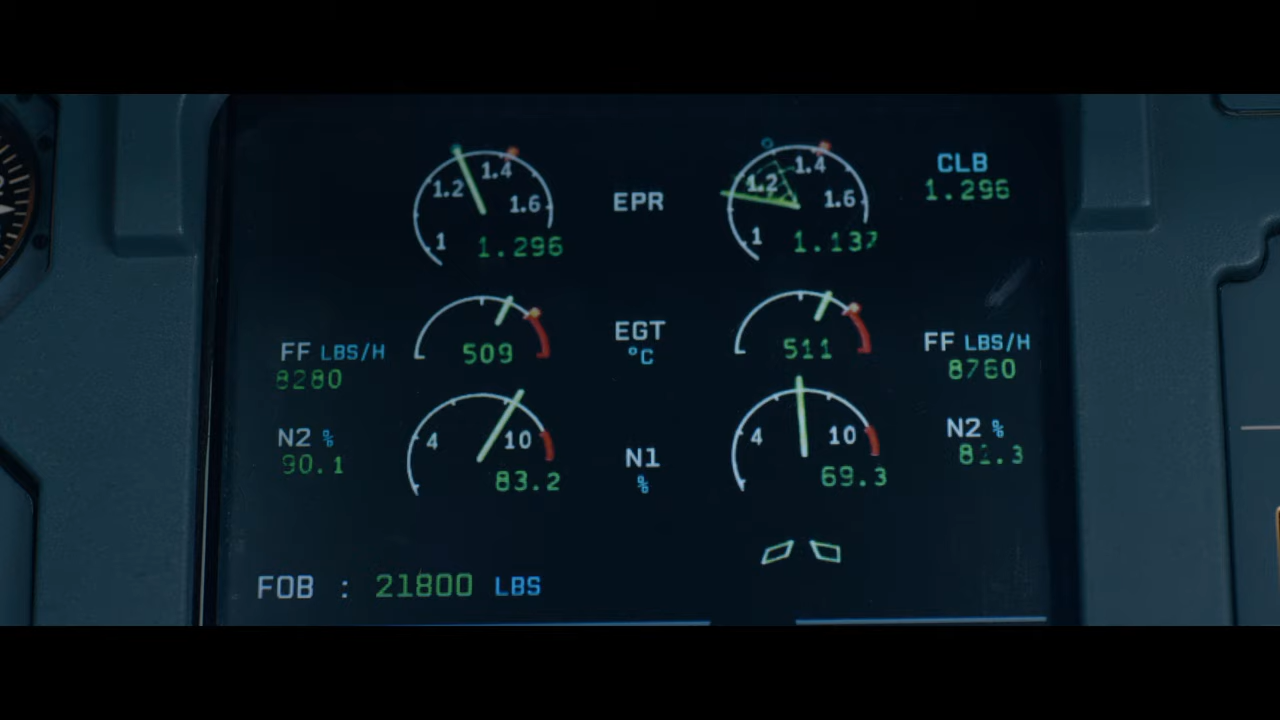 1.2 1.4 1.6 1 1.296
EPR
1.2 1.4 1.6 1 1.137
CLB
1.296
509
EGT
°C
511
FF LBS/H
8280
FF LBS/H
8760
N2 %
90.1
4 10
83.2
N1
%
4 10
69.3
N2 %
FOB : 21800 LBS